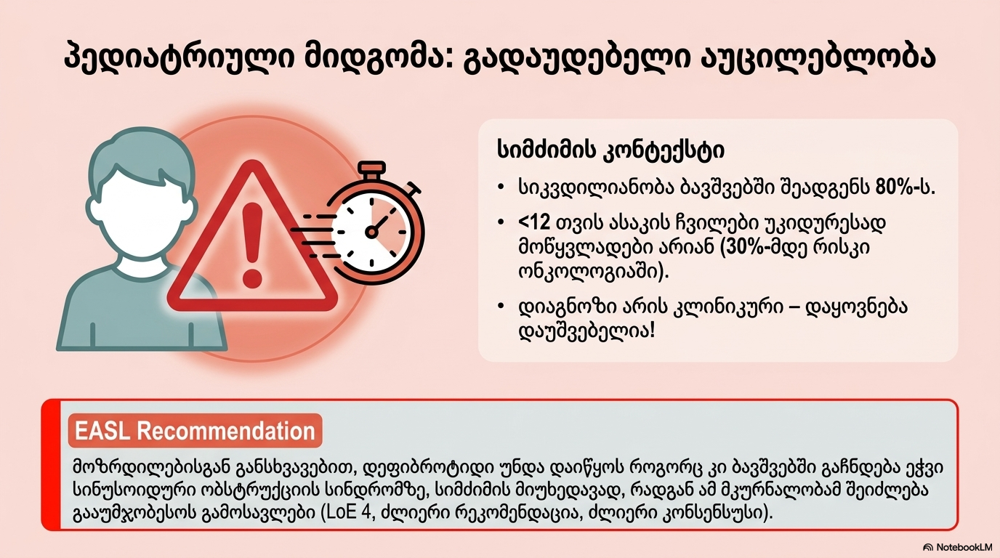 პედიატრიული მიდგომა: გადაუდებელი აუცილებლობა
სიმძიმის კონტექსტი
• სიკვდილიანობა ბავშვებში შეადგენს 80%-ს.
• <12 თვის ასაკის ჩვილები უკიდურესად
მოწყვლადები არიან (30%-მდე რისკი
ონკოლოგიაში).
• დიაგნოზი არის კლინიკური – დაყოვნება
დაუშვებელია!
EASL Recommendation
მოზრდილებისგან განსხვავებით, დეფიბროტიდი უნდა დაიწყოს როგორც კი ბავშვებში გაჩნდება ეჭვი
სინუსოიდური ობსტრუქციის სინდრომზე, სიმძიმის მიუხედავად, რადგან ამ მკურნალობამ შეიძლება
გააუმჯობესოს გამოსავლები (LoE 4, ძლიერი რეკომენდაცია, ძლიერი კონსენსუსი).
NotebookLM